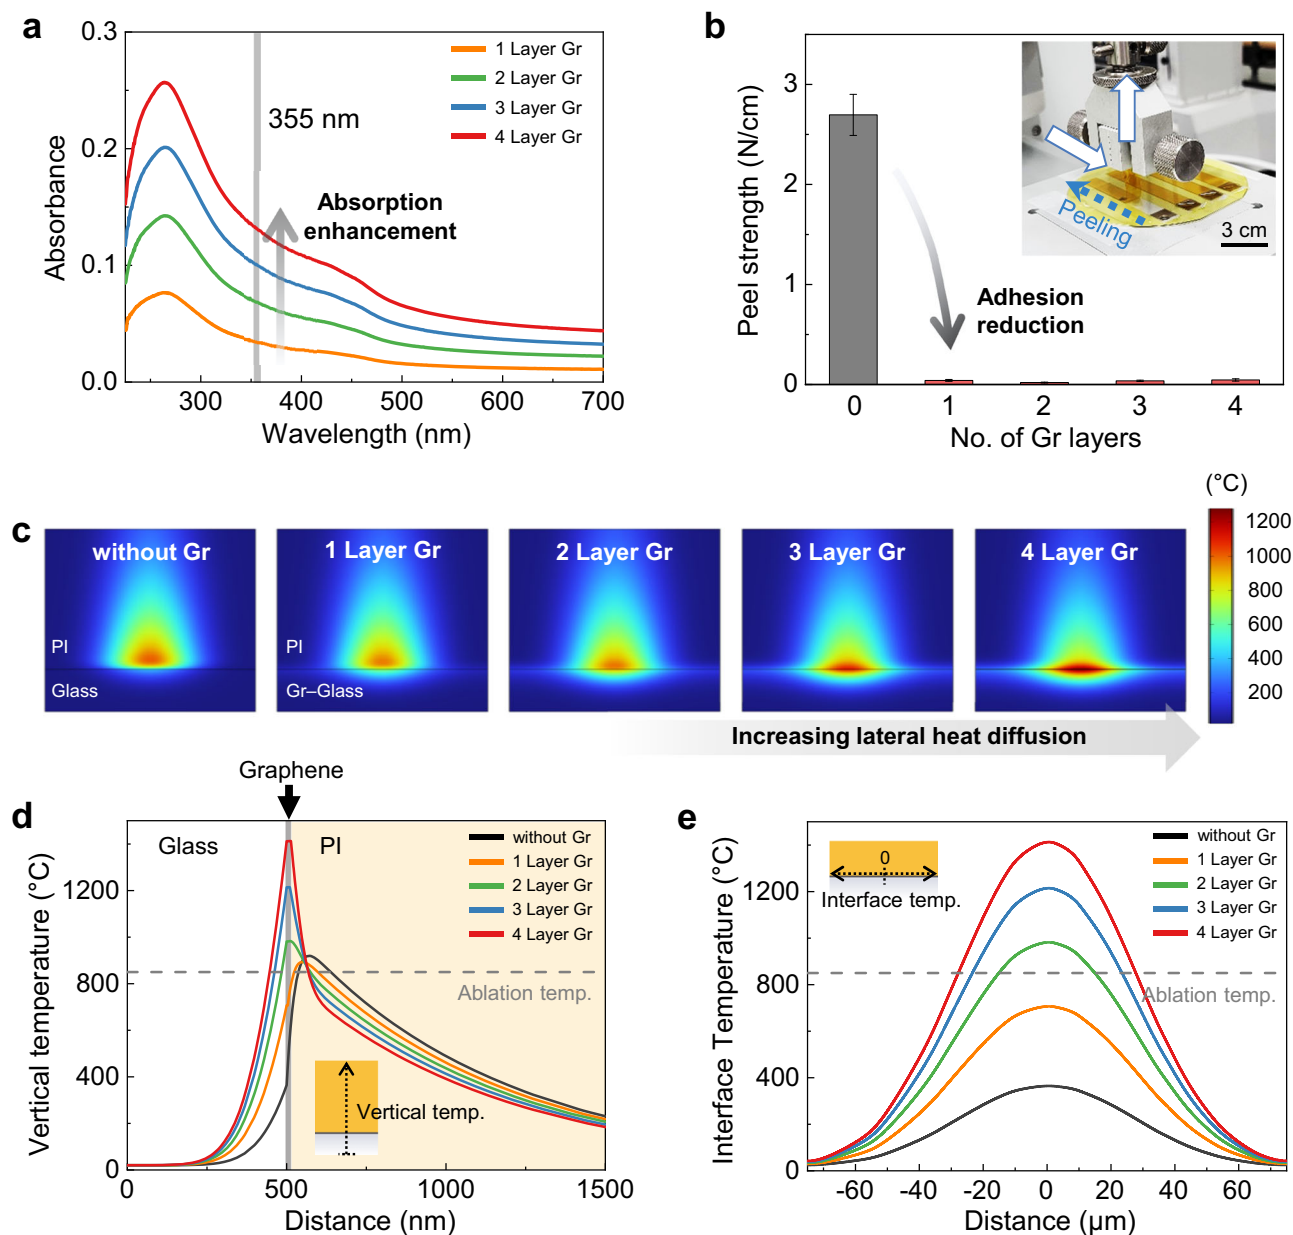 a
0.3
0.2
0.1
0.0
Absorbance
300
400
500
600
700
Wavelength (nm)
355 nm
Absorption
enhancement
1 Layer Gr
2 Layer Gr
3 Layer Gr
4 Layer Gr
b
3
2
1
0
Peel strength (N/cm)
0
1
2
3
4
No. of Gr layers
Adhesion
reduction
Peeling
3 cm
c
without Gr
PI
Glass
1 Layer Gr
PI
Gr–Glass
2 Layer Gr
3 Layer Gr
4 Layer Gr
(°C)
1200
1000
800
600
400
200
Increasing lateral heat diffusion
d
Graphene
Glass
PI
without Gr
1 Layer Gr
2 Layer Gr
3 Layer Gr
4 Layer Gr
Ablation temp.
Vertical temp.
1200
800
400
0
Vertical temperature (°C)
0
500
1000
1500
Distance (nm)
e
0
Interface temp.
without Gr
1 Layer Gr
2 Layer Gr
3 Layer Gr
4 Layer Gr
Ablation temp.
1200
800
400
0
Interface Temperature (°C)
-60
-40
-20
0
20
40
60
Distance (µm)